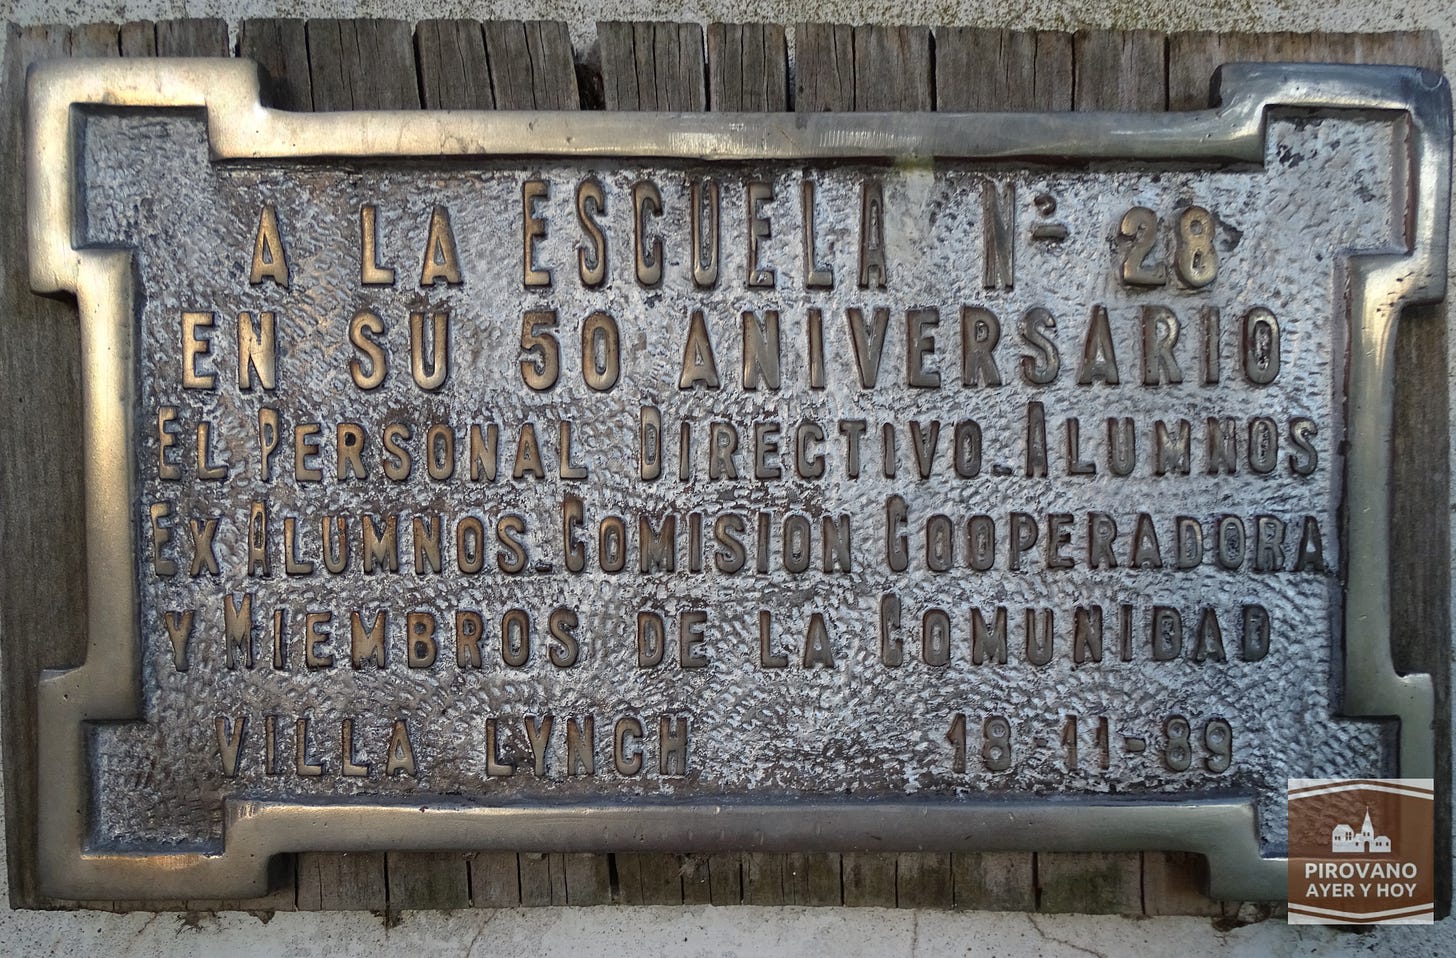 A LA ESCUELA Nº 28
EN SU 50 ANIVERSARIO
EL PERSONAL DIRECTIVO_ALUMNOS
EX ALUMNOS_COMISION COOPERADORA
Y MIEMBROS DE LA COMUNIDAD
VILLA LYNCH 18-11-89
PIROVANO
AYER Y HOY